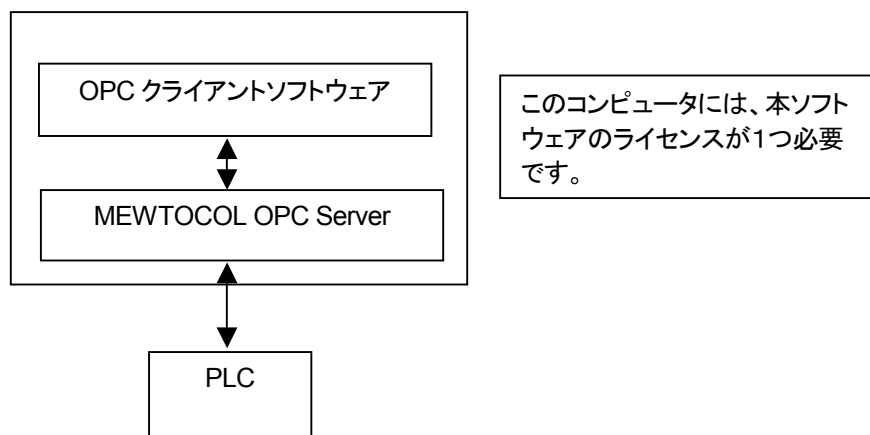 OPC クライアントソフトウェア
このコンピュータには、本ソフト
ウェアのライセンスが１つ必要
です。
MEWTOCOL OPC Server
PLC